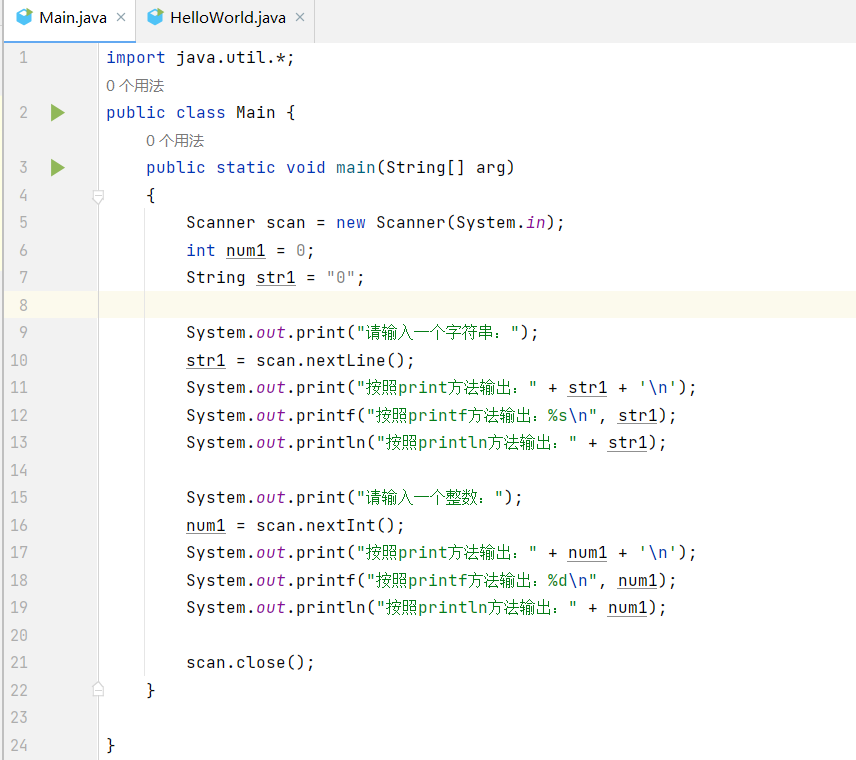 Main.java × HelloWorld.java ×
1 import java.util.*;
0 个用法
2 public class Main {
0 个用法
3 public static void main(String[] arg)
4 {
5 Scanner scan = new Scanner(System.in);
6 int num1 = 0;
7 String str1 = "0";
8
9 System.out.print("请输入一个字符串：");
10 str1 = scan.nextLine();
11 System.out.print("按照print方法输出：" + str1 + '\n');
12 System.out.printf("按照printf方法输出：%s\n", str1);
13 System.out.println("按照println方法输出：" + str1);
14
15 System.out.print("请输入一个整数：");
16 num1 = scan.nextInt();
17 System.out.print("按照print方法输出：" + num1 + '\n');
18 System.out.printf("按照printf方法输出：%d\n", num1);
19 System.out.println("按照println方法输出：" + num1);
20
21 scan.close();
22 }
23
24 }